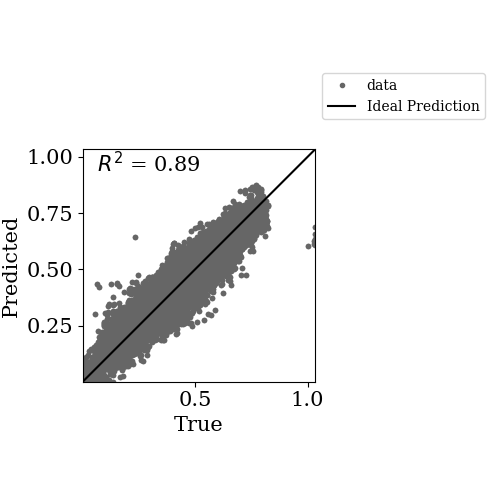 data
Ideal Prediction
R² = 0.89
1.00
0.75
0.50
0.25
Predicted
0.5 1.0
True